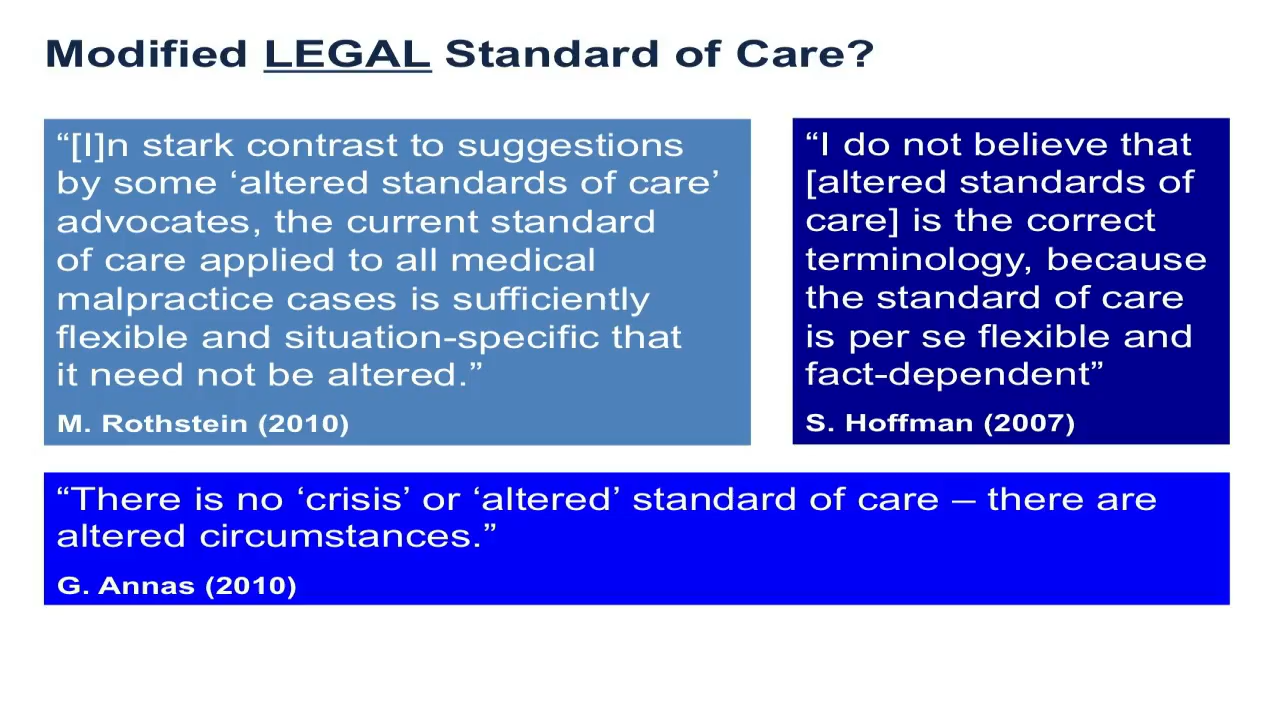 Modified LEGAL Standard of Care?
“[I]n stark contrast to suggestions
by some ‘altered standards of care’
advocates, the current standard
of care applied to all medical
malpractice cases is sufficiently
flexible and situation-specific that
it need not be altered.”
M. Rothstein (2010)
“I do not believe that
[altered standards of
care] is the correct
terminology, because
the standard of care
is per se flexible and
fact-dependent”
S. Hoffman (2007)
“There is no ‘crisis’ or ‘altered’ standard of care – there are
altered circumstances.”
G. Annas (2010)